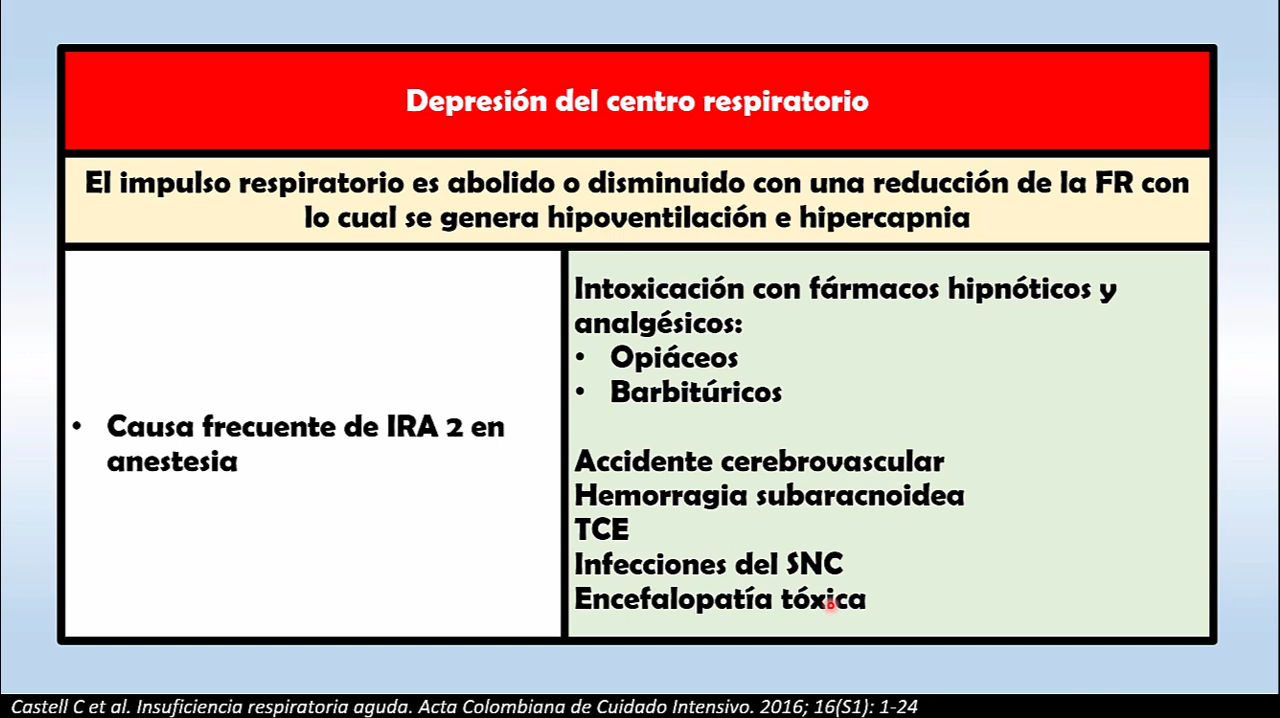 Depresión del centro respiratorio
El impulso respiratorio es abolido o disminuido con una reducción de la FR con
lo cual se genera hipoventilación e hipercapnia
• Causa frecuente de IRA 2 en
anestesia
Intoxicación con fármacos hipnóticos y
analgésicos:
• Opiáceos
• Barbitúricos
Accidente cerebrovascular
Hemorragia subaracnoidea
TCE
Infecciones del SNC
Encefalopatía tóxica
Castell C et al. Insuficiencia respiratoria aguda. Acta Colombiana de Cuidado Intensivo. 2016; 16(S1): 1-24